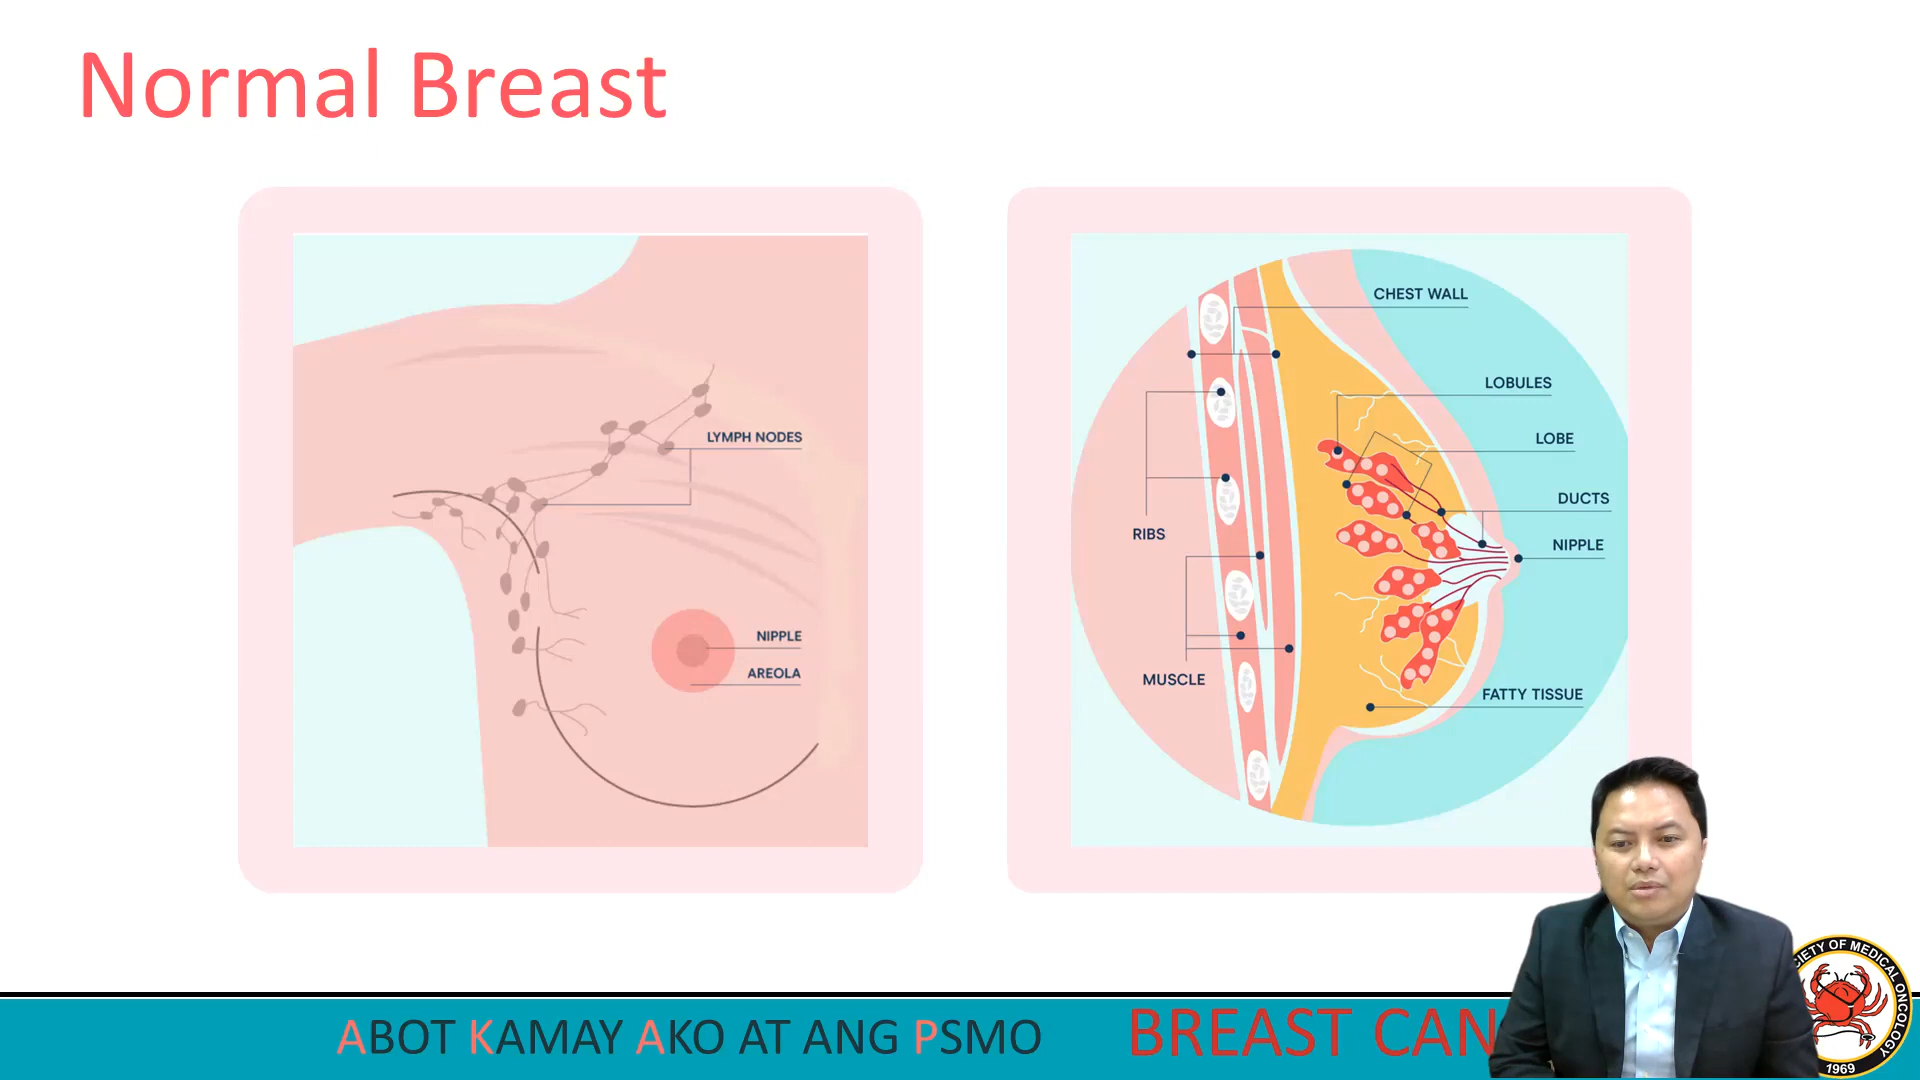 Normal Breast
LYMPH NODES
NIPPLE
AREOLA
CHEST WALL
LOBULES
LOBE
DUCTS
NIPPLE
RIBS
MUSCLE
FATTY TISSUE
ABOT KAMAY AKO AT ANG PSMO
BREAST CAN
OF MEDICAL ONCOLOGY
1969